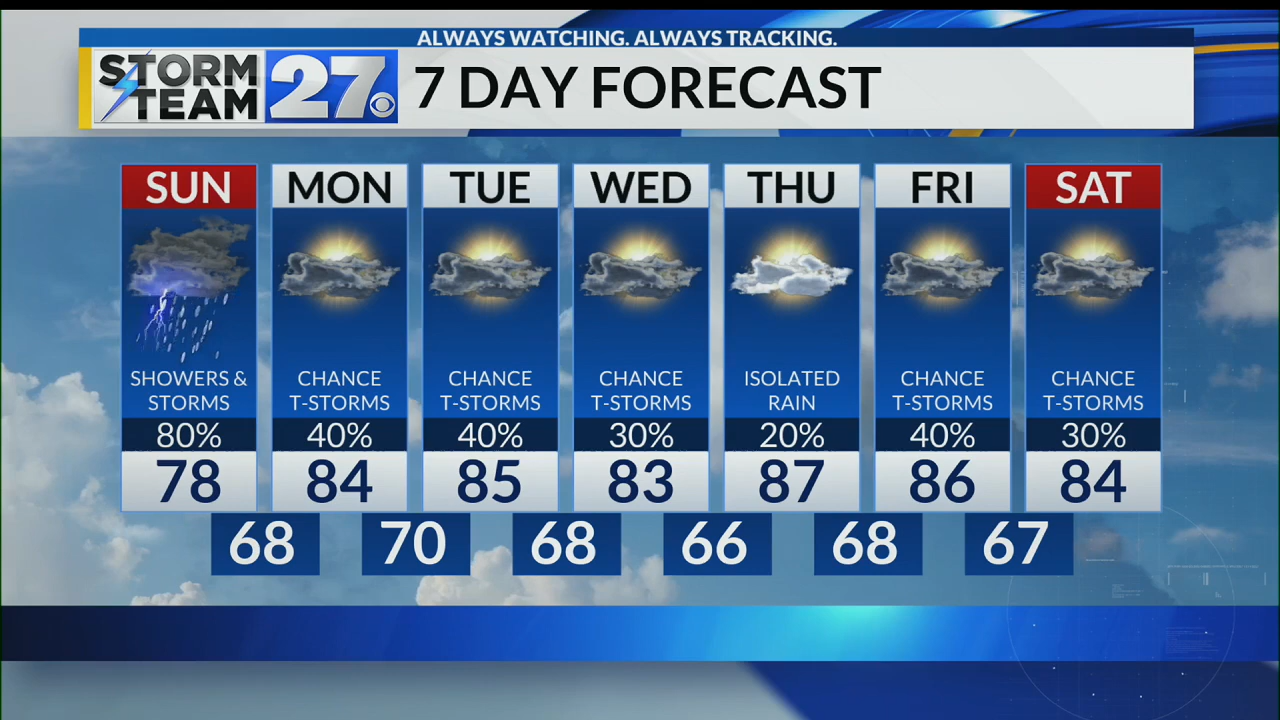 ALWAYS WATCHING. ALWAYS TRACKING.
STORM
TEAM
27
7 DAY FORECAST
SUN MON TUE WED THU FRI SAT
SHOWERS & CHANCE CHANCE CHANCE ISOLATED CHANCE CHANCE
STORMS T-STORMS T-STORMS T-STORMS RAIN T-STORMS T-STORMS
80% 40% 40% 30% 20% 40% 30%
78 84 85 83 87 86 84
68 70 68 66 68 67